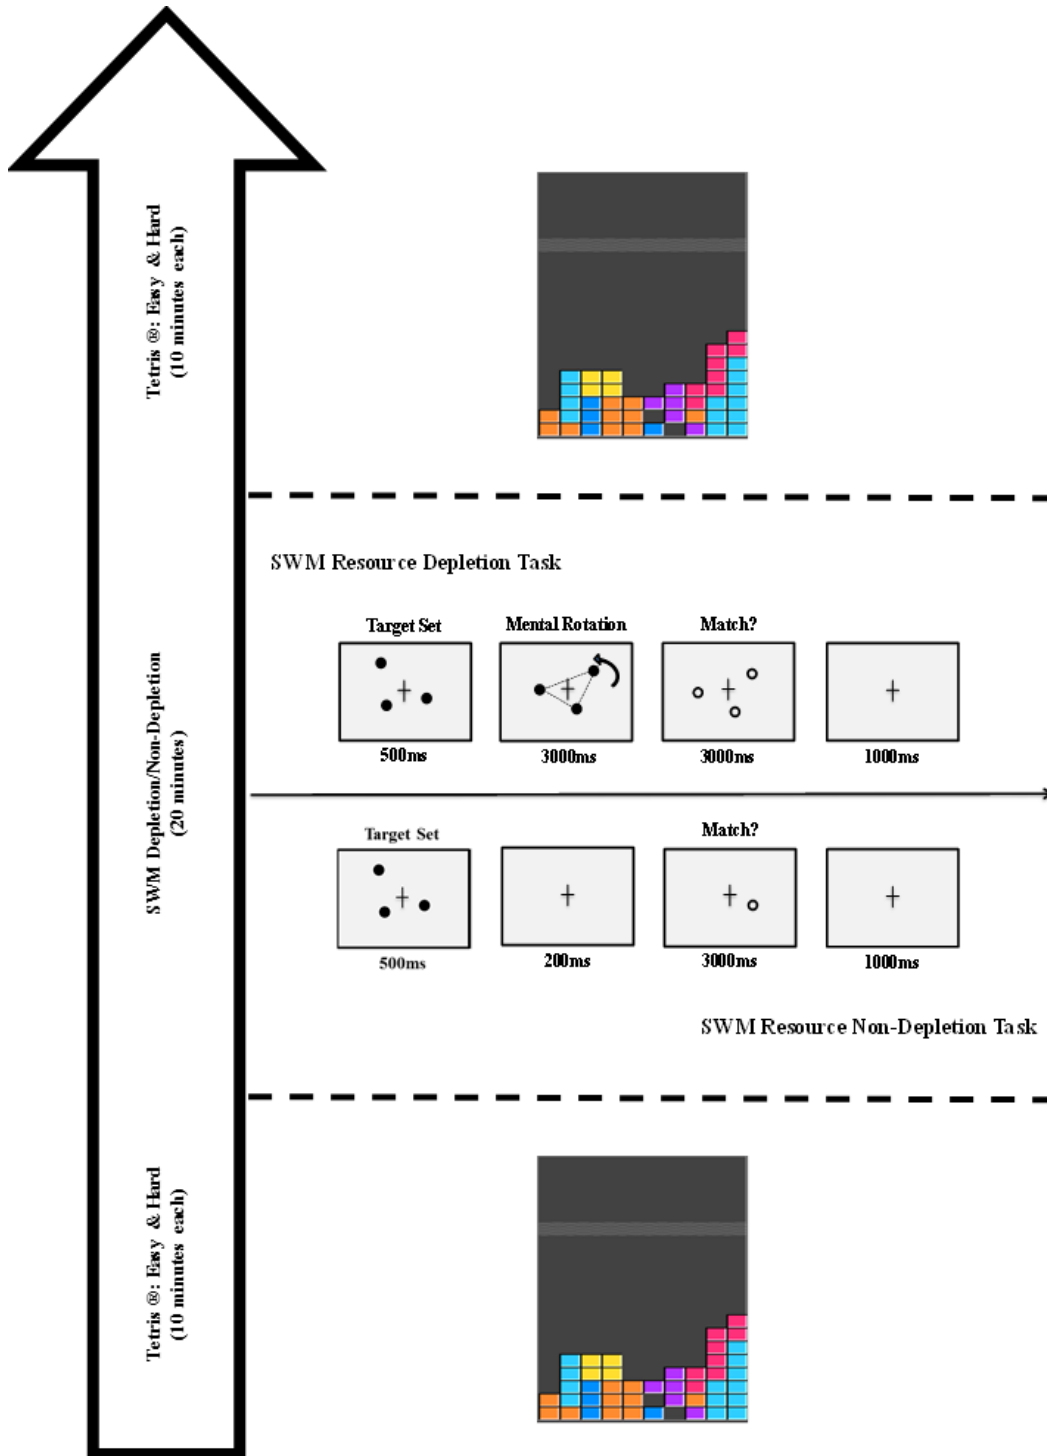 Tetris ®: Easy & Hard
(10 minutes each)
SWM Resource Depletion Task
Target Set
Mental Rotation
Match?
500ms
3000ms
3000ms
1000ms
SWM Depletion/Non-Depletion
(20 minutes)
Target Set
Match?
500ms
200ms
3000ms
1000ms
SWM Resource Non-Depletion Task
Tetris ®: Easy & Hard
(10 minutes each)